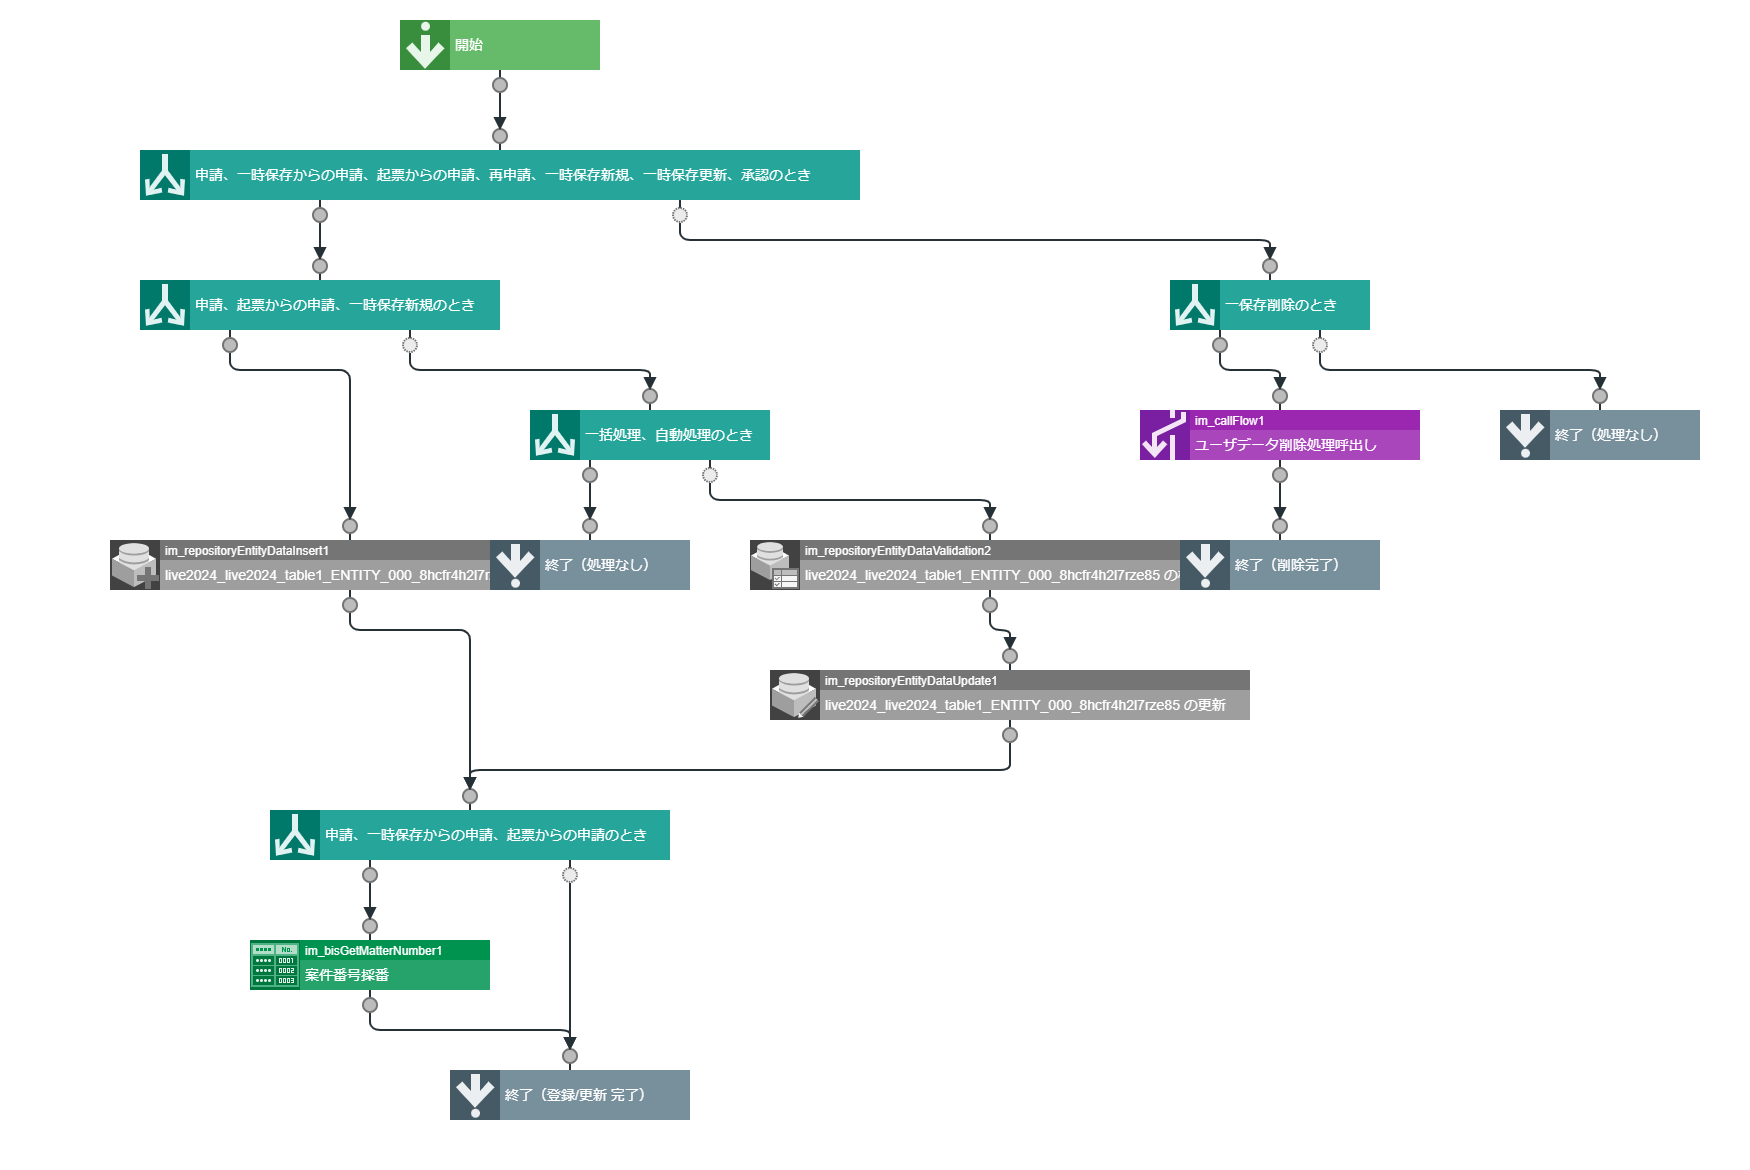 開始
申請、一時保存からの申請、起票からの申請、再申請、一時保存新規、一時保存更新、承認のとき
申請、起票からの申請、一時保存新規のとき
一保存削除のとき
一括処理、自動処理のとき
im_callFlow1
ユーザデータ削除処理呼出し
終了（処理なし）
im_repositoryEntityDataInsert1
live2024_live2024_table1_ENTITY_000_8hcfr4h2l7r
終了（処理なし）
im_repositoryEntityDataValidation2
live2024_live2024_table1_ENTITY_000_8hcfr4h2l7rze85 の
終了（削除完了）
im_repositoryEntityDataUpdate1
live2024_live2024_table1_ENTITY_000_8hcfr4h2l7rze85 の更新
申請、一時保存からの申請、起票からの申請のとき
No.
0001
0002
0003
im_bisGetMatterNumber1
案件番号採番
終了（登録/更新 完了）